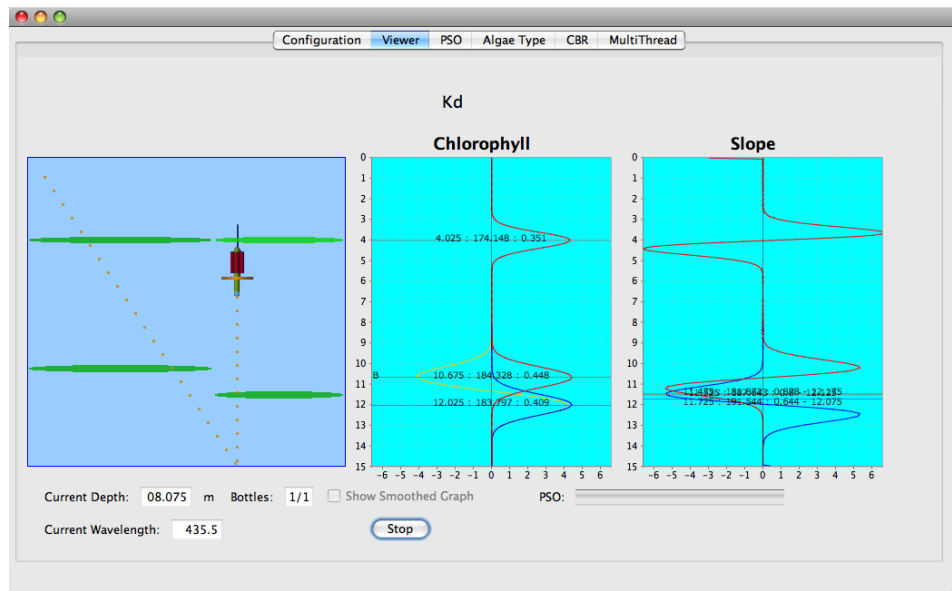 Configuration Viewer PSO Algae Type CBR MultiThread
Kd
Chlorophyll
0
1
2
3
4
5
6
7
8
9
10
11
12
13
14
15
4.025 : 174.148 : 0.351
B
10.675 : 184.328 : 0.448
12.025 : 183.797 : 0.409
-6 -5 -4 -3 -2 -1 0 1 2 3 4 5 6
Slope
0
1
2
3
4
5
6
7
8
9
10
11
12
13
14
15
11.725 : 191.544 : 0.644 - 12.075
-6 -5 -4 -3 -2 -1 0 1 2 3 4 5 6
Current Depth: 08.075 m Bottles: 1/1 Show Smoothed Graph PSO:
Current Wavelength: 435.5 Stop